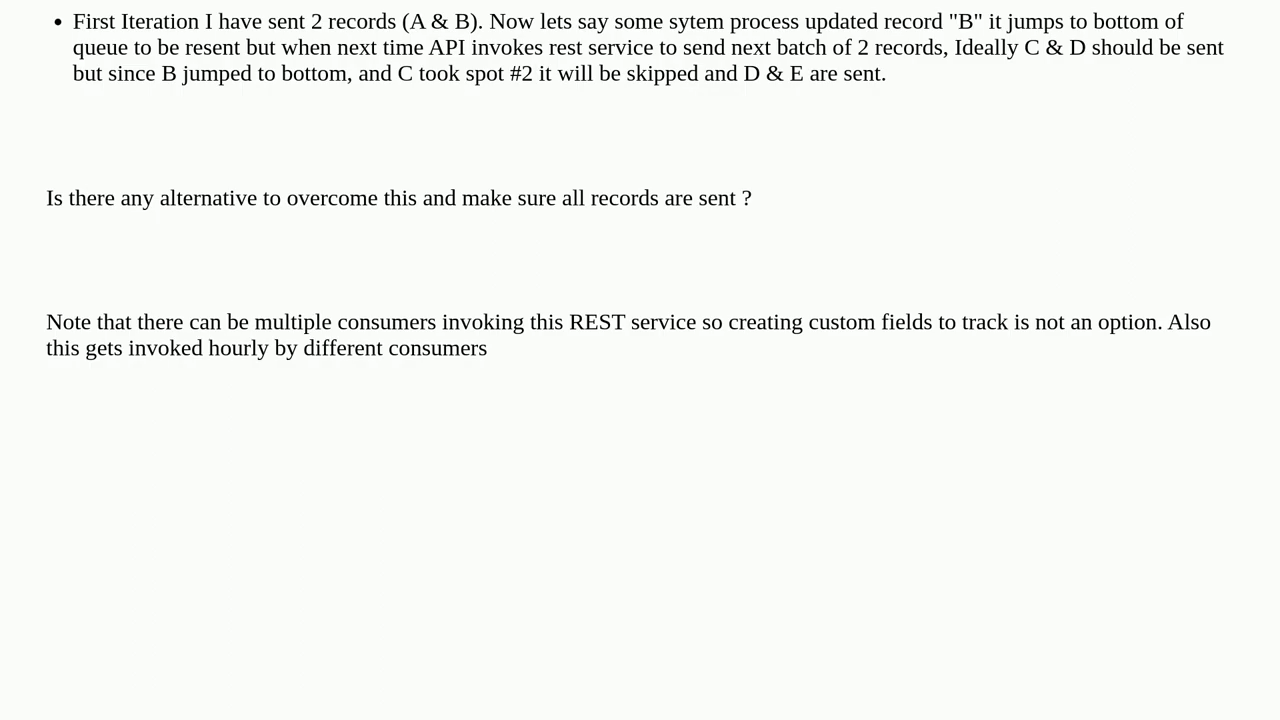 • First Iteration I have sent 2 records (A & B). Now lets say some sytem process updated record "B" it jumps to bottom of
queue to be resent but when next time API invokes rest service to send next batch of 2 records, Ideally C & D should be sent
but since B jumped to bottom, and C took spot #2 it will be skipped and D & E are sent.
Is there any alternative to overcome this and make sure all records are sent ?
Note that there can be multiple consumers invoking this REST service so creating custom fields to track is not an option. Also
this gets invoked hourly by different consumers